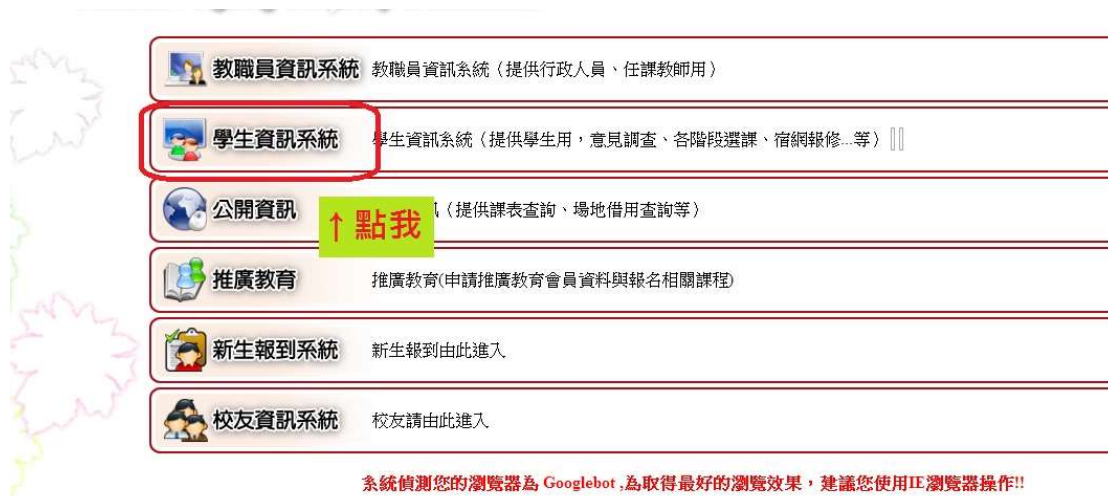 教職員資訊系統 教職員資訊系統（提供行政人員、任課教師用）
學生資訊系統 學生資訊系統（提供學生用，意見調查、各階段選課、宿網報修...等）
公開資訊 （提供課表查詢、場地借用查詢等）
↑點我
推廣教育 推廣教育(申請推廣教育會員資料與報名相關課程)
新生報到系統 新生報到由此進入
校友資訊系統 校友請由此進入
系統偵測您的瀏覽器為 Googlebot ,為取得最好的瀏覽效果，建議您使用IE瀏覽器操作!!